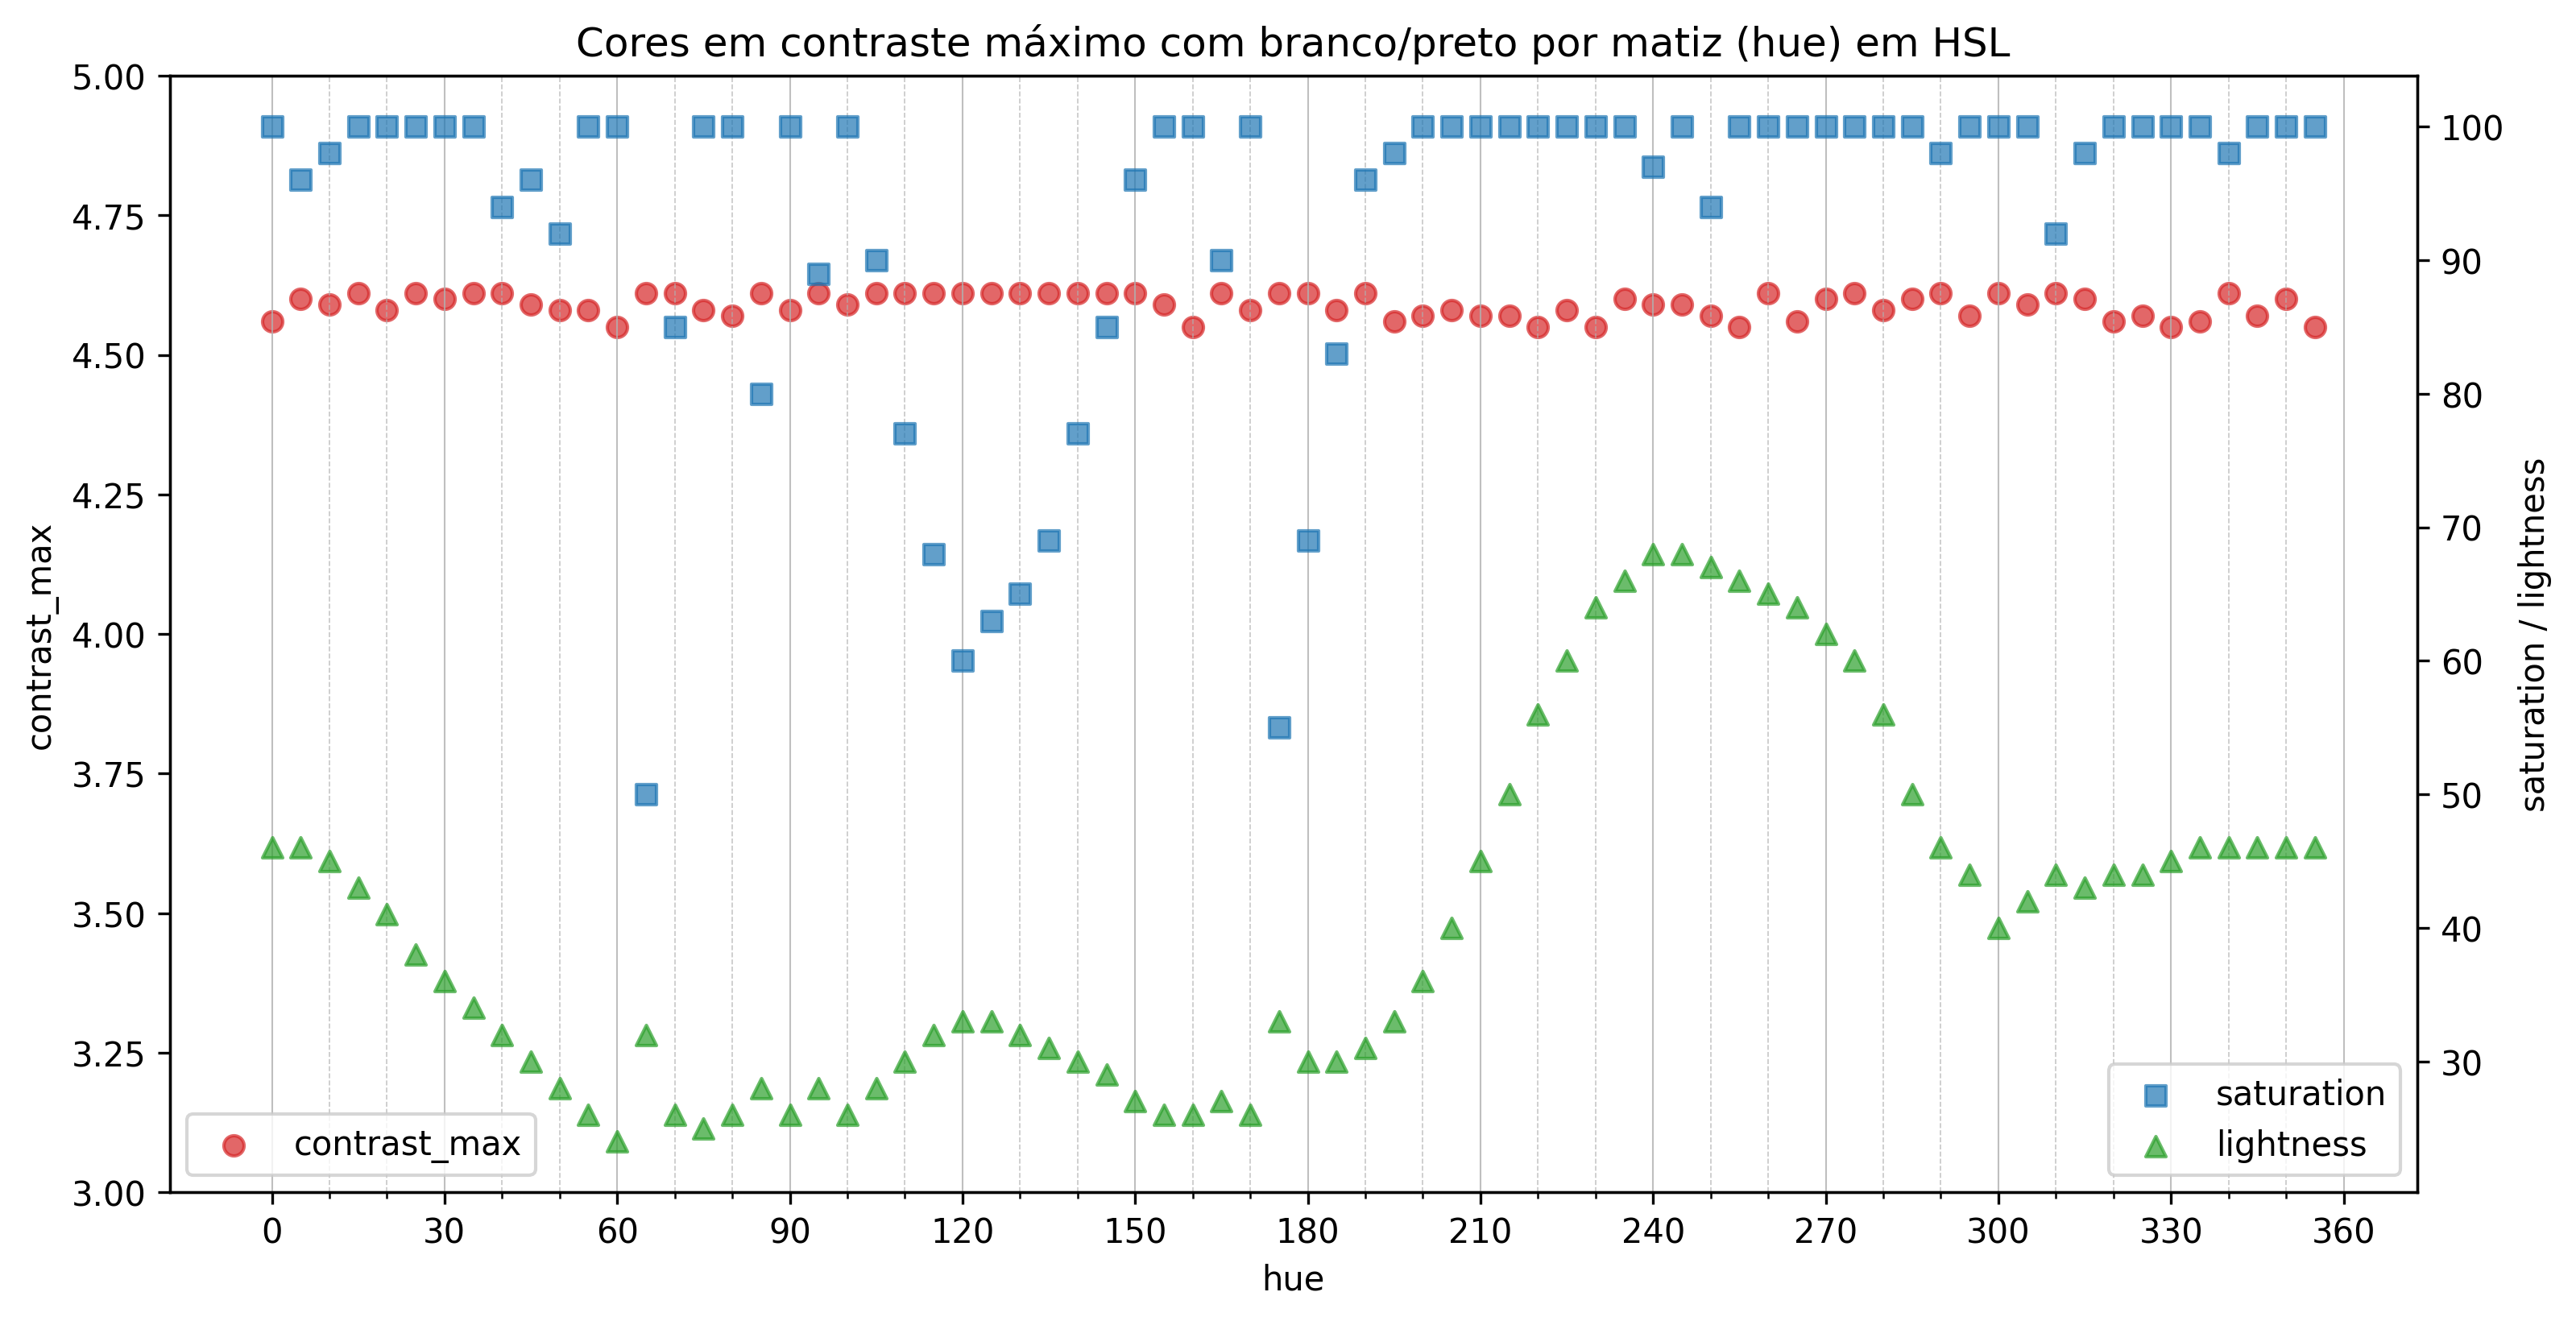 Cores em contraste máximo com branco/preto por matiz (hue) em HSL
5.00
4.75
4.50
4.25
4.00
3.75
3.50
3.25
3.00
contrast_max
100
90
80
70
60
50
40
30
saturation / lightness
contrast_max
saturation
lightness
0 30 60 90 120 150 180 210 240 270 300 330 360
hue